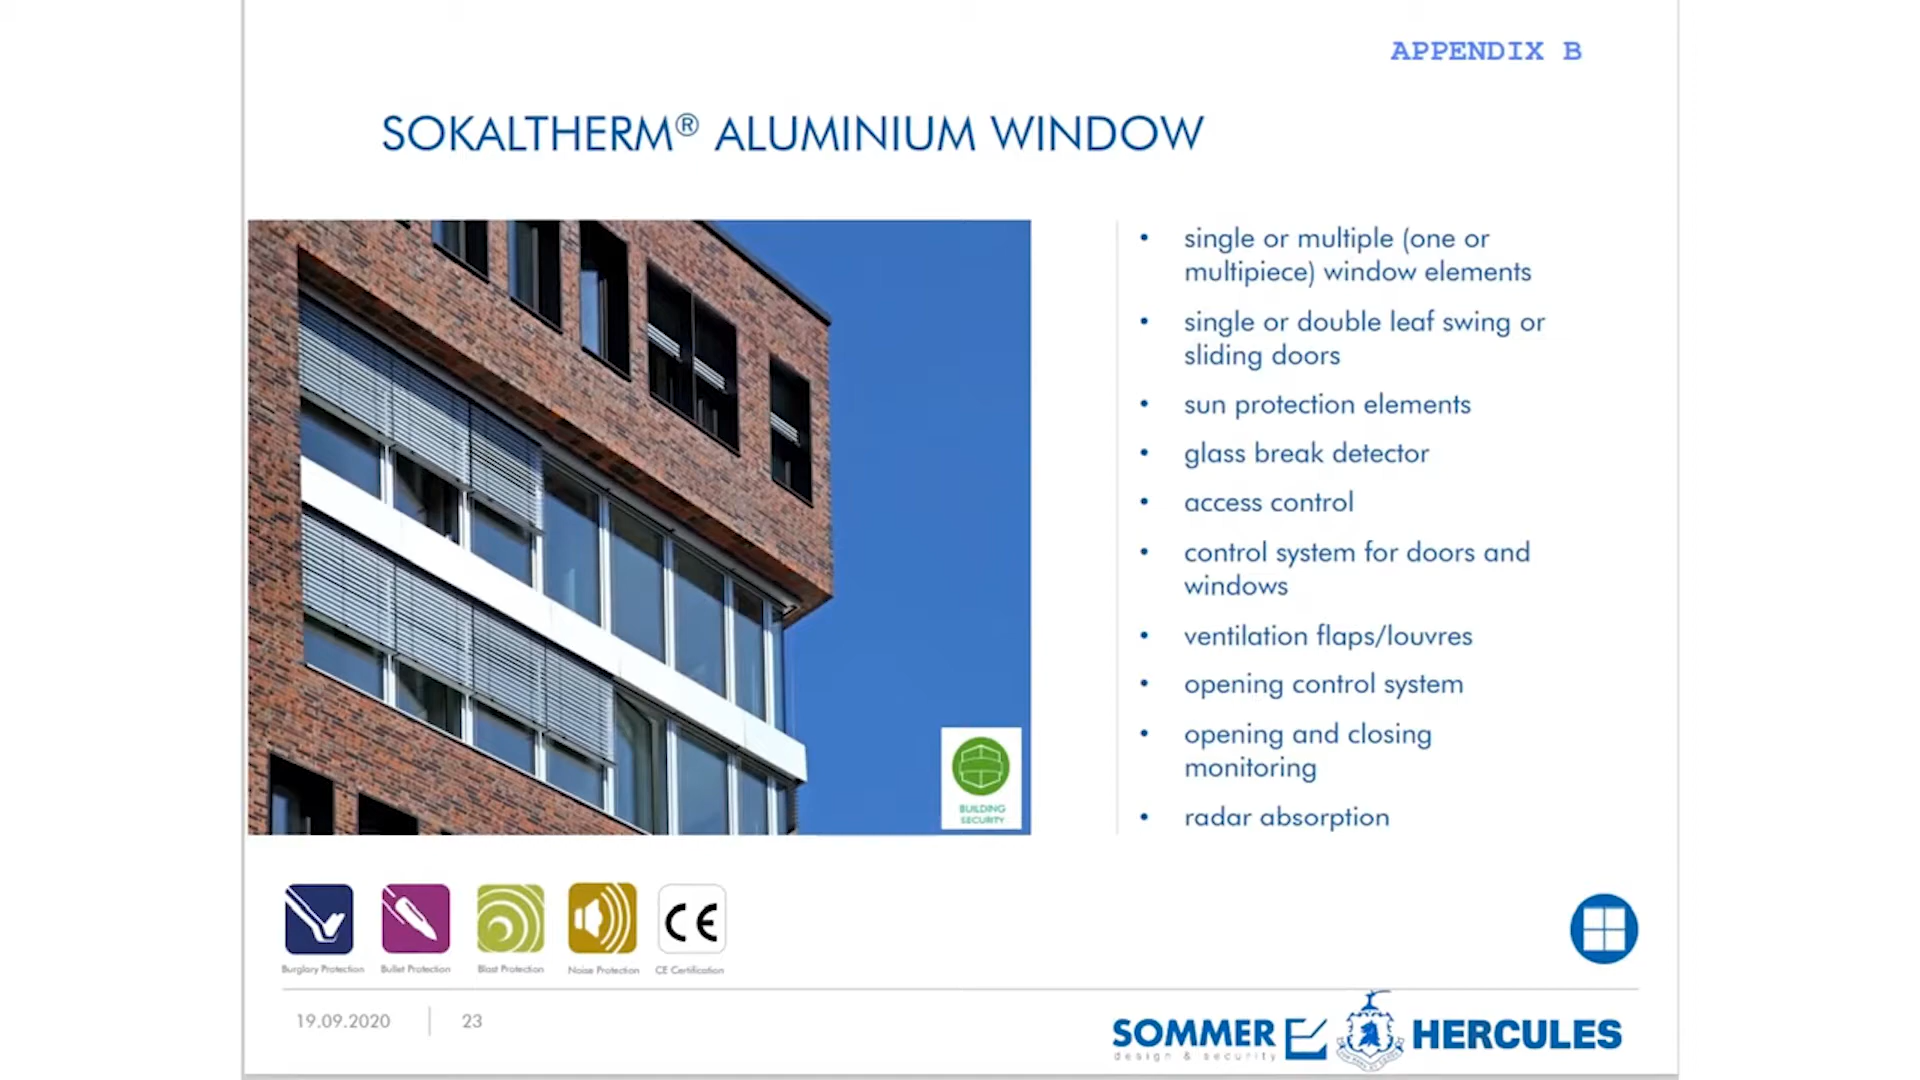 APPENDIX B
SOKALTHERM® ALUMINIUM WINDOW
• single or multiple (one or
multipiece) window elements
• single or double leaf swing or
sliding doors
• sun protection elements
• glass break detector
• access control
• control system for doors and
windows
• ventilation flaps/louvres
• opening control system
• opening and closing
monitoring
• radar absorption
BUILDING
SECURITY
CE
Burglary Protection
Bullet Protection
Blast Protection
Noise Protection
CE Certification
19.09.2020
23
SOMMER
design & security
HERCULES